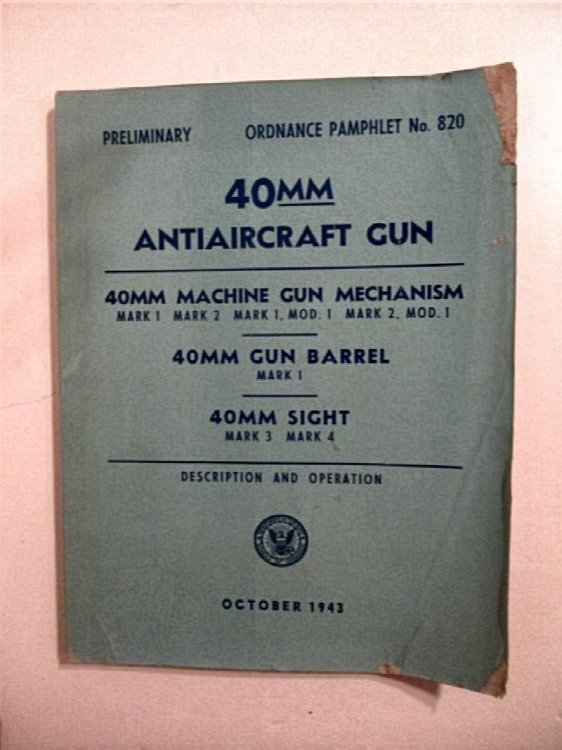 PRELIMINARY ORDNANCE PAMPHLET No. 820
40MM
ANTIAIRCRAFT GUN
40MM MACHINE GUN MECHANISM
MARK 1 MARK 2 MARK 1, MOD. 1 MARK 2, MOD. 1
40MM GUN BARREL
MARK 1
40MM SIGHT
MARK 3 MARK 4
DESCRIPTION AND OPERATION
OCTOBER 1943